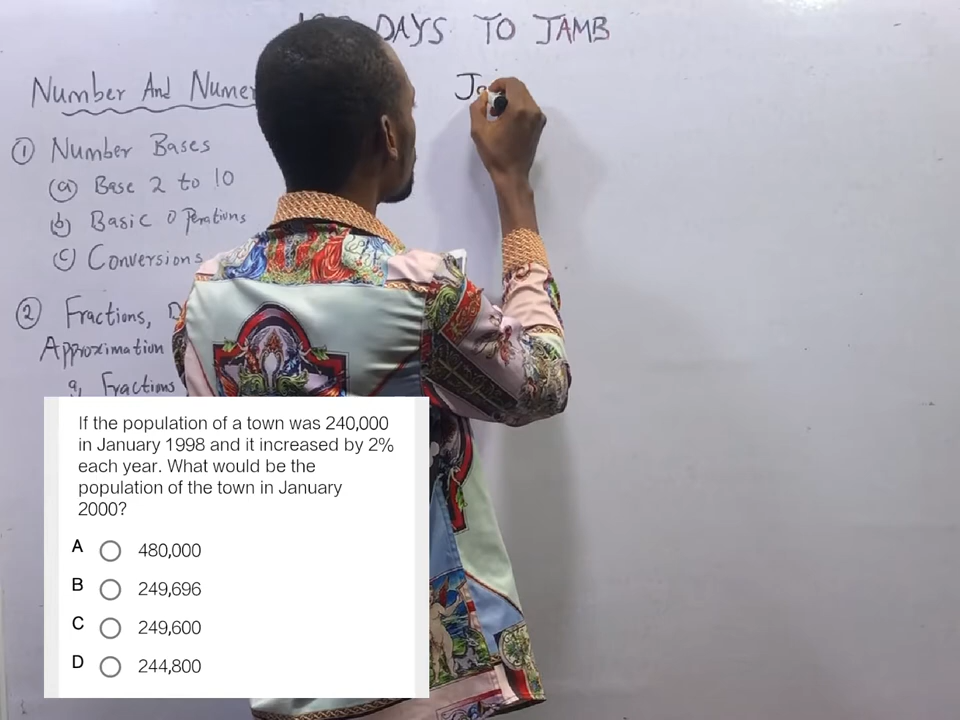 DAYS TO JAMB
Number And
① Number Bases
(a) Base 2 to 10
(b) Basic Operations
(c) Conversions
② Fractions,
Approximation
a, Fractions
If the population of a town was 240,000
in January 1998 and it increased by 2%
each year. What would be the
population of the town in January
2000?
A 480,000
B 249,696
C 249,600
D 244,800